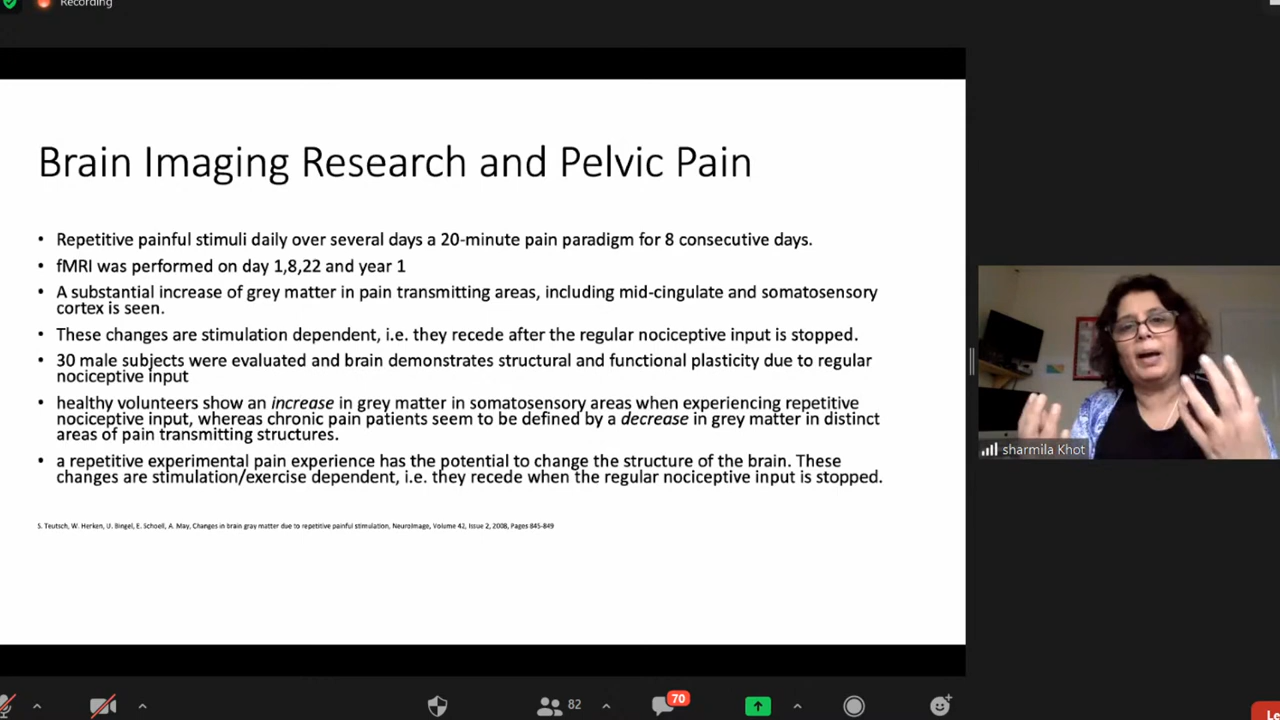 Recording
Brain Imaging Research and Pelvic Pain
• Repetitive painful stimuli daily over several days a 20-minute pain paradigm for 8 consecutive days.
• fMRI was performed on day 1,8,22 and year 1
• A substantial increase of grey matter in pain transmitting areas, including mid-cingulate and somatosensory
cortex is seen.
• These changes are stimulation dependent, i.e. they recede after the regular nociceptive input is stopped.
• 30 male subjects were evaluated and brain demonstrates structural and functional plasticity due to regular
nociceptive input
• healthy volunteers show an increase in grey matter in somatosensory areas when experiencing repetitive
nociceptive input, whereas chronic pain patients seem to be defined by a decrease in grey matter in distinct
areas of pain transmitting structures.
• a repetitive experimental pain experience has the potential to change the structure of the brain. These
changes are stimulation/exercise dependent, i.e. they recede when the regular nociceptive input is stopped.
S. Teutsch, W. Herken, U. Bingel, E. Schoell, A. May, Changes in brain gray matter due to repetitive painful stimulation, NeuroImage, Volume 42, Issue 2, 2008, Pages 845-849
sharmila Khot
82
70